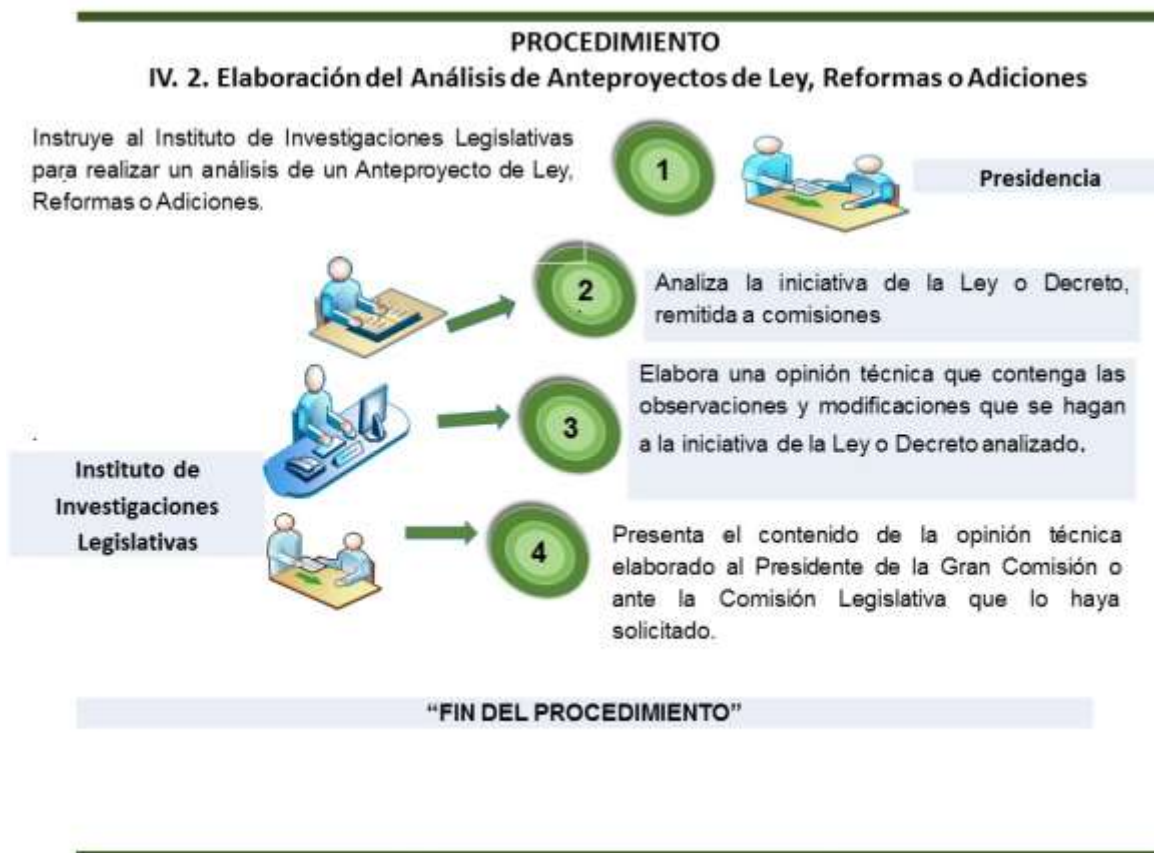 PROCEDIMIENTO
IV. 2. Elaboración del Análisis de Anteproyectos de Ley, Reformas o Adiciones
Instruye al Instituto de Investigaciones Legislativas
para realizar un análisis de un Anteproyecto de Ley,
Reformas o Adiciones.
1
Presidencia
2
Analiza la iniciativa de la Ley o Decreto,
remitida a comisiones
3
Elabora una opinión técnica que contenga las
observaciones y modificaciones que se hagan
a la iniciativa de la Ley o Decreto analizado.
Instituto de
Investigaciones
Legislativas
4
Presenta el contenido de la opinión técnica
elaborado al Presidente de la Gran Comisión o
ante la Comisión Legislativa que lo haya
solicitado.
“FIN DEL PROCEDIMIENTO”